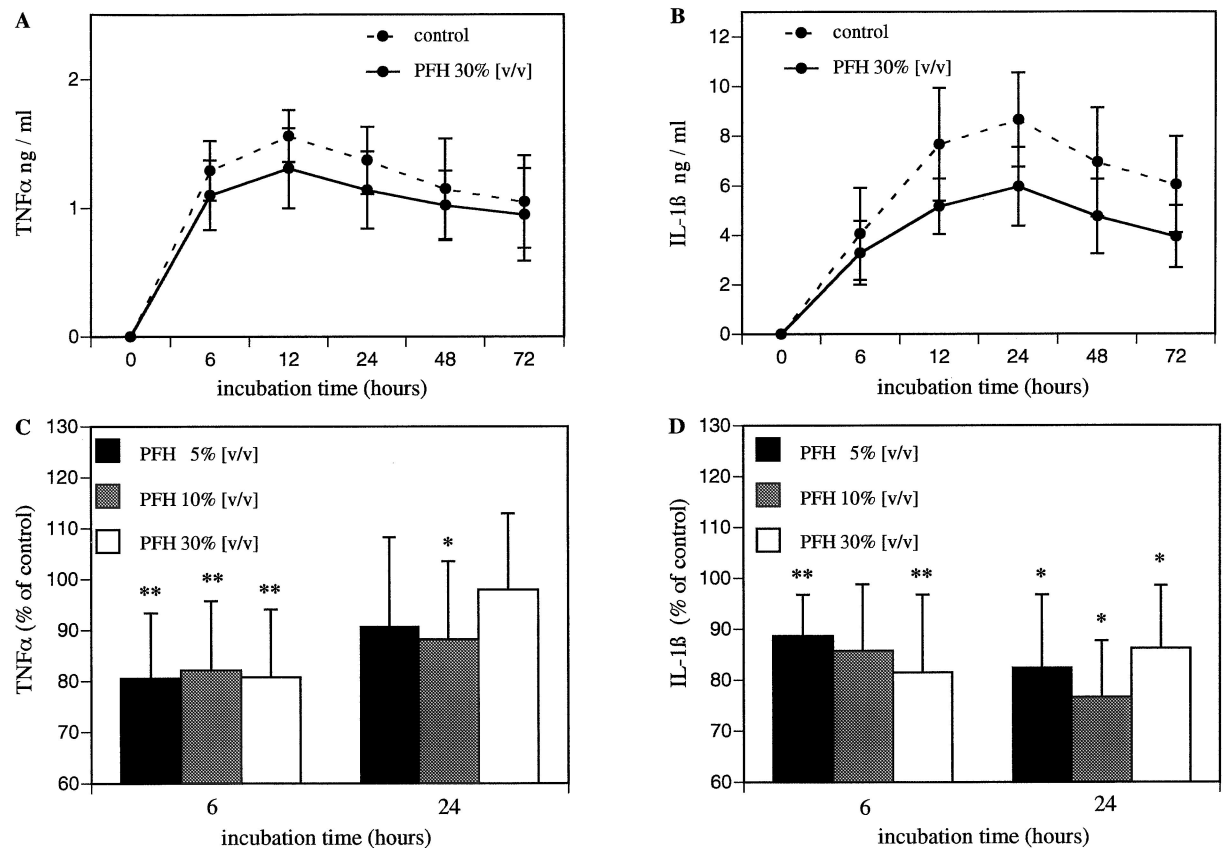 A
control
PFH 30% [v/v]
2
1
0
TNFα ng / ml
0 6 12 24 48 72
incubation time (hours)
B
control
PFH 30% [v/v]
12
10
8
6
4
2
0
IL-1ß ng / ml
0 6 12 24 48 72
incubation time (hours)
C
130
120
110
100
90
80
70
60
TNFα (% of control)
PFH 5% [v/v]
PFH 10% [v/v]
PFH 30% [v/v]
** ** ** *
6 24
incubation time (hours)
D
130
120
110
100
90
80
70
60
IL-1ß (% of control)
PFH 5% [v/v]
PFH 10% [v/v]
PFH 30% [v/v]
** ** * * *
6 24
incubation time (hours)